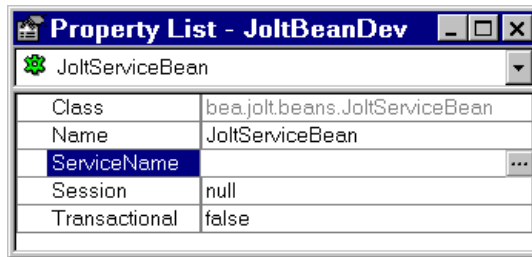 Property List - JoltBeanDev
JoltServiceBean
Class bea.jolt.beans.JoltServiceBean
Name JoltServiceBean
ServiceName ...
Session null
Transactional false